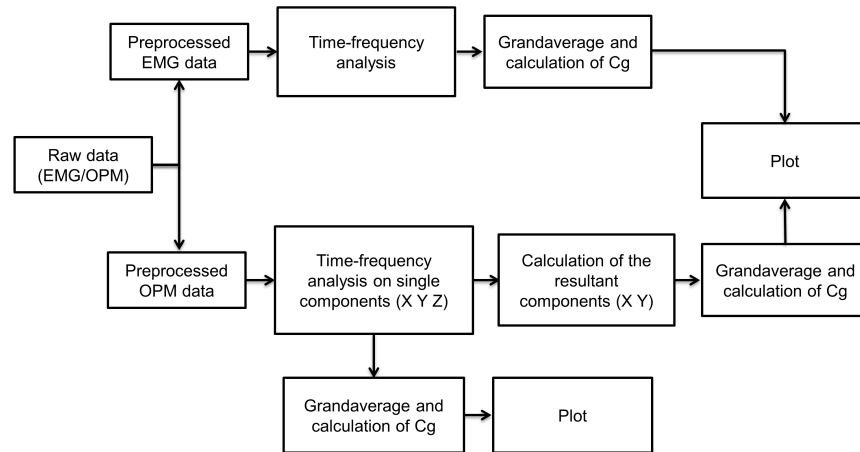 Preprocessed
EMG data
Time-frequency
analysis
Grandaverage and
calculation of Cg
Raw data
(EMG/OPM)
Plot
Preprocessed
OPM data
Time-frequency
analysis on single
components (X Y Z)
Calculation of the
resultant
components (X Y)
Grandaverage and
calculation of Cg
Grandaverage and
calculation of Cg
Plot